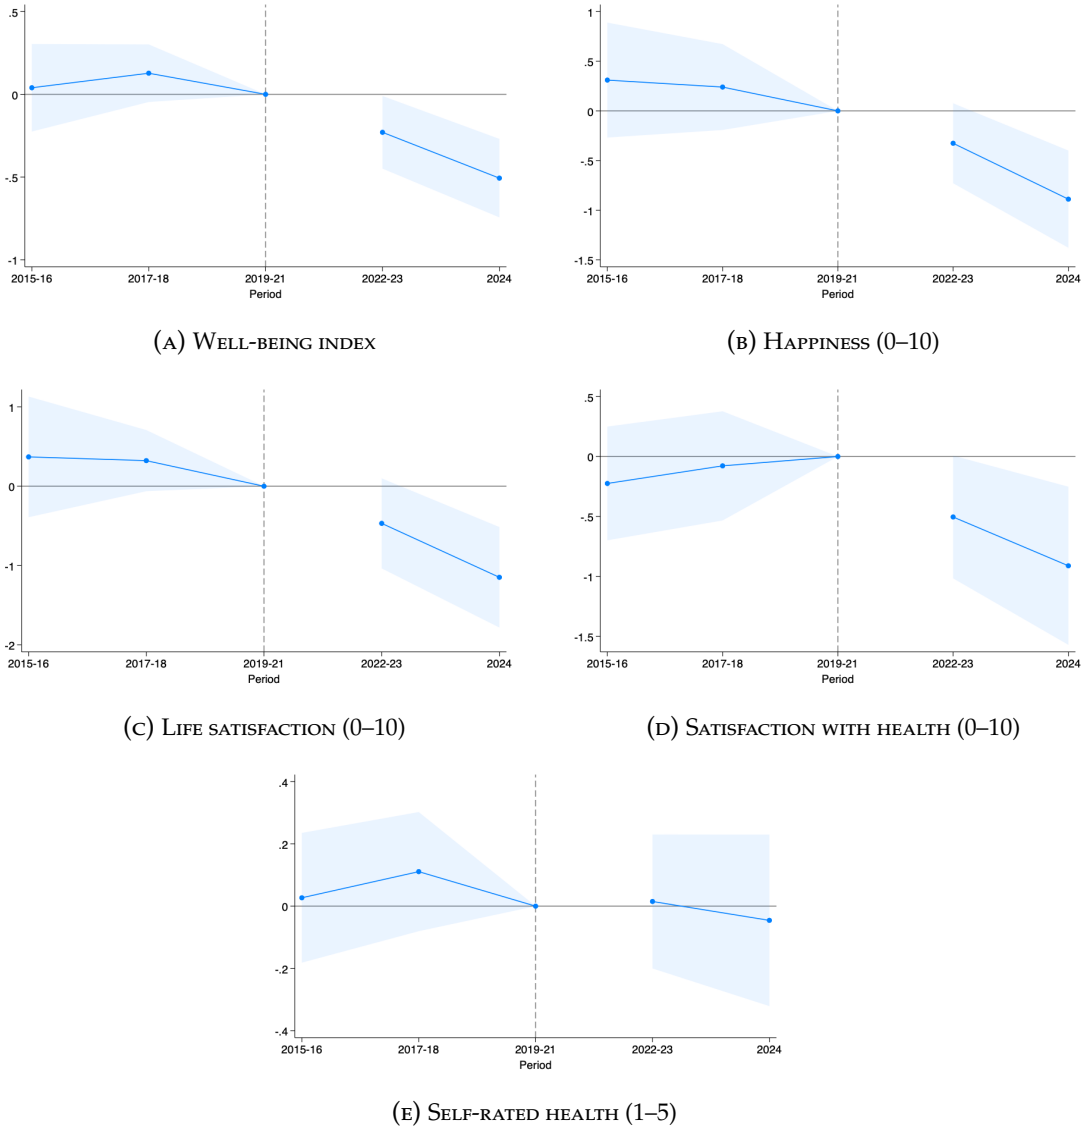 .5
0
-.5
-1
2015-16 2017-18 2019-21 2022-23 2024
Period
(A) Well-being index
1
.5
0
-.5
-1
-1.5
2015-16 2017-18 2019-21 2022-23 2024
Period
(B) Happiness (0–10)
1
0
-1
-2
2015-16 2017-18 2019-21 2022-23 2024
Period
(C) Life satisfaction (0–10)
.5
0
-.5
-1
-1.5
2015-16 2017-18 2019-21 2022-23 2024
Period
(D) Satisfaction with health (0–10)
.4
.2
0
-.2
-.4
2015-16 2017-18 2019-21 2022-23 2024
Period
(E) Self-rated health (1–5)